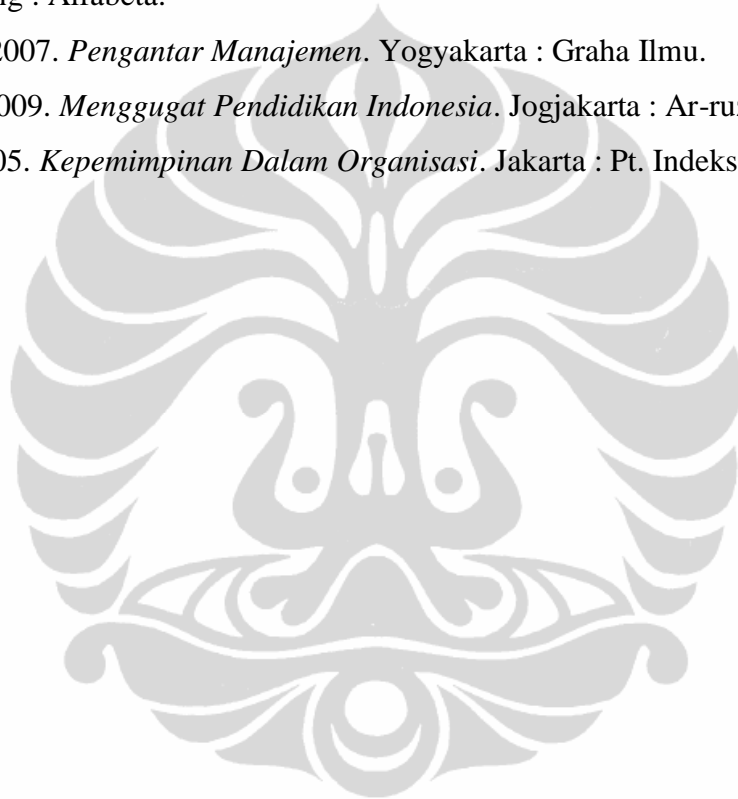 : Alfabeta.
2007. Pengantar Manajemen. Yogyakarta : Graha Ilmu.
009. Menggugat Pendidikan Indonesia. Jogjakarta : Ar-ru
05. Kepemimpinan Dalam Organisasi. Jakarta : Pt. Indeks